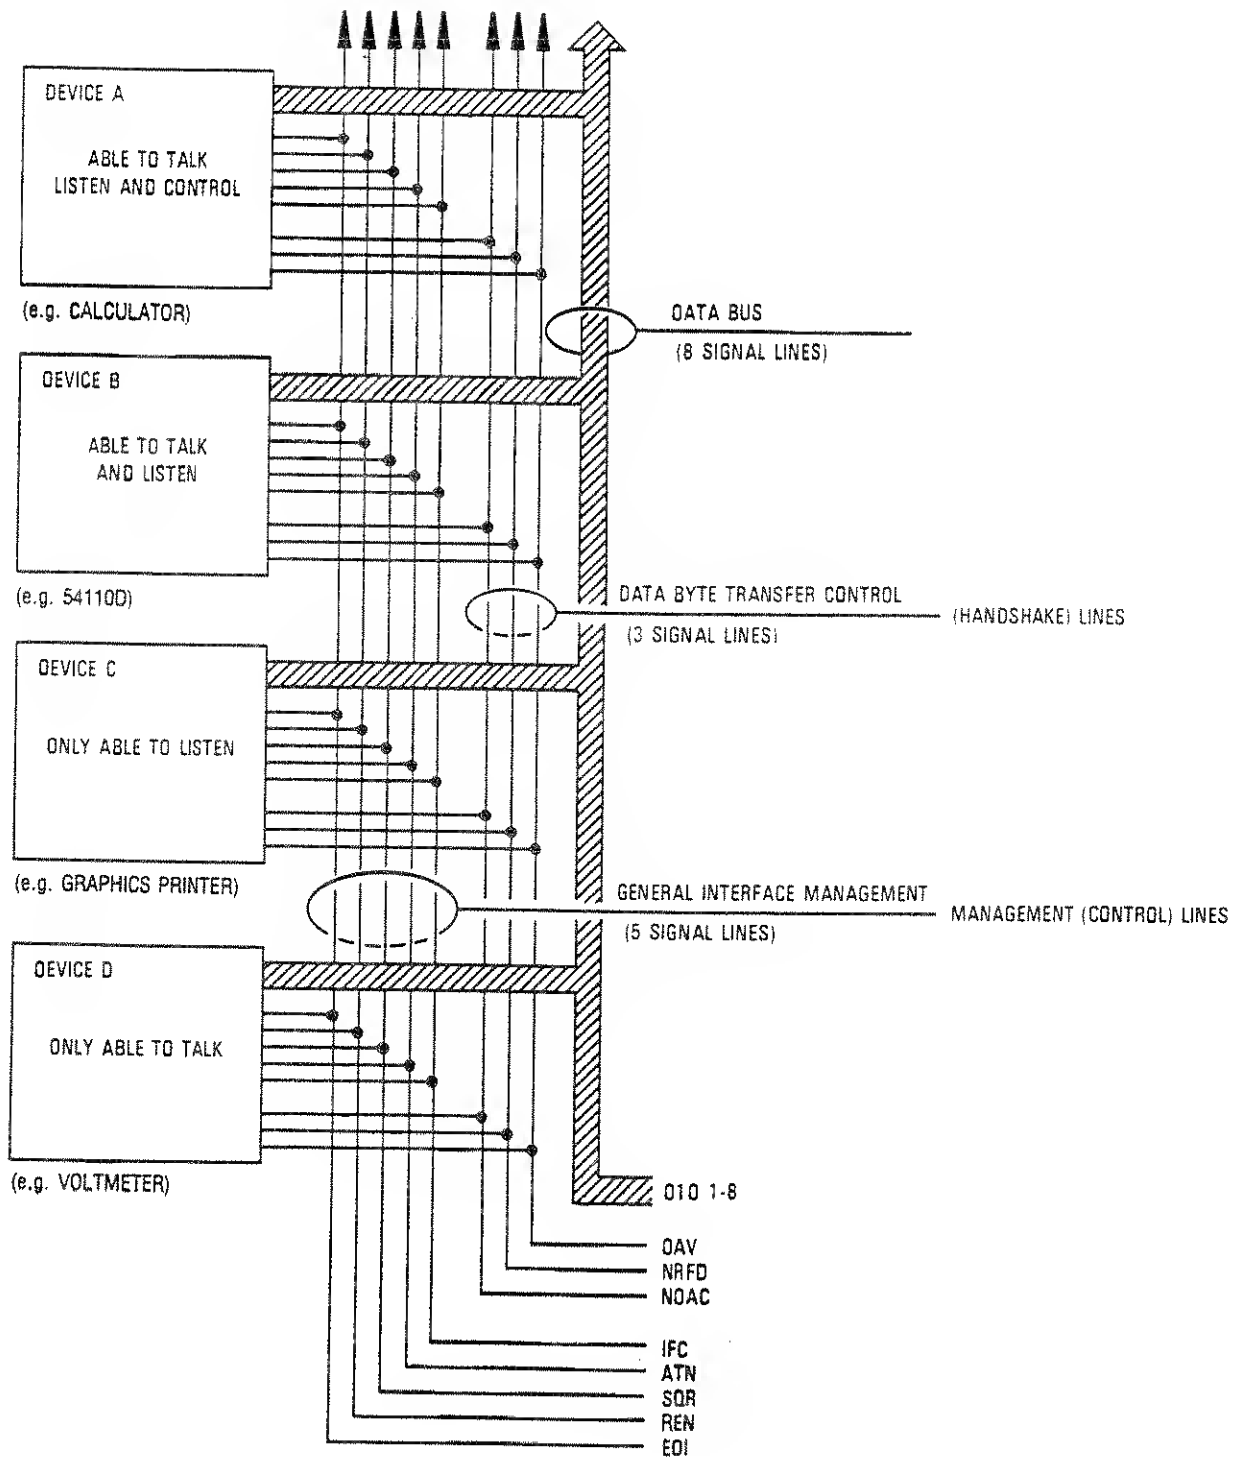 DEVICE A
ABLE TO TALK
LISTEN AND CONTROL
(e.g. CALCULATOR)
DATA BUS
(8 SIGNAL LINES)
DEVICE B
ABLE TO TALK
AND LISTEN
(e.g. 54110D)
DATA BYTE TRANSFER CONTROL
(3 SIGNAL LINES)
(HANDSHAKE) LINES
DEVICE C
ONLY ABLE TO LISTEN
(e.g. GRAPHICS PRINTER)
GENERAL INTERFACE MANAGEMENT
(5 SIGNAL LINES)
MANAGEMENT (CONTROL) LINES
DEVICE D
ONLY ABLE TO TALK
(e.g. VOLTMETER)
DIO 1-8
DAV
NRFD
NDAC
IFC
ATN
SQR
REN
EOI